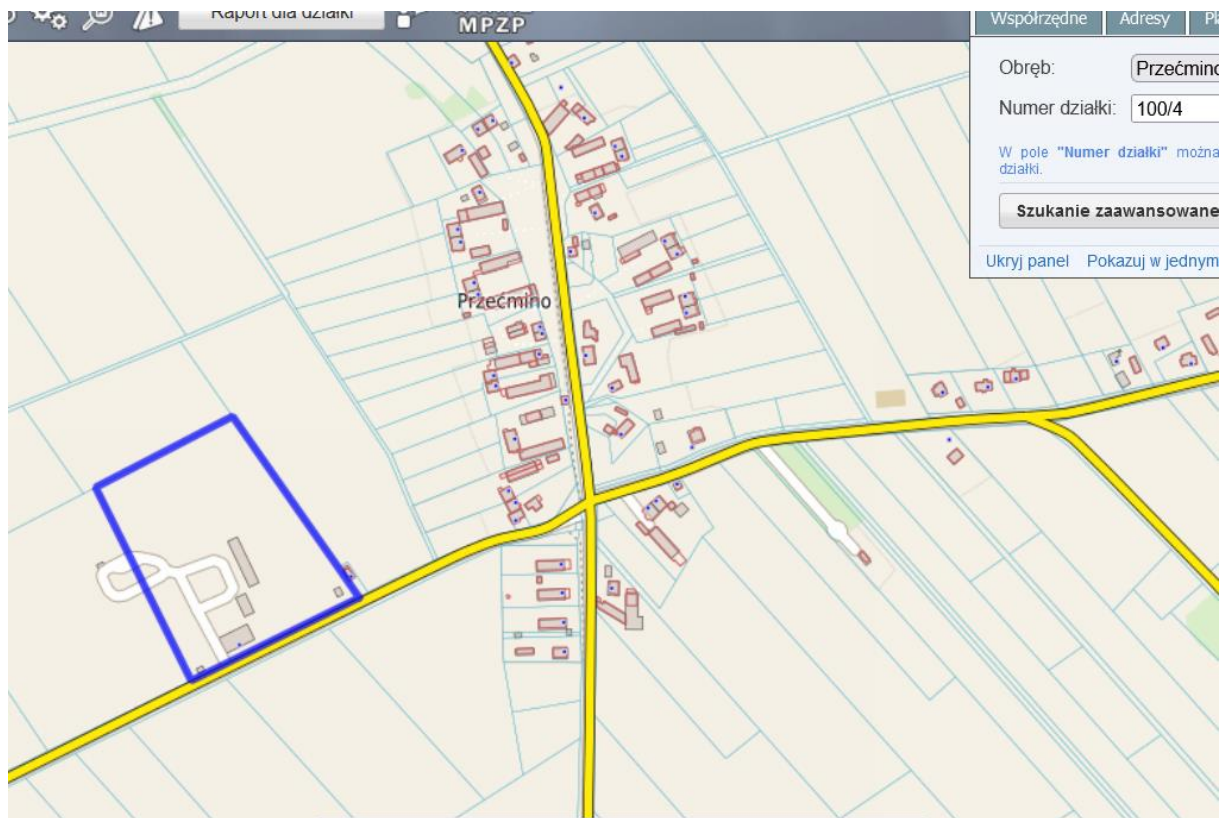 Raport dla działki
MPZP
Współrzędne
Adresy
Obręb:
Przećmino
Numer działki:
100/4
W pole "Numer działki" można
działki.
Szukanie zaawansowane
Ukryj panel
Pokazuj w jednym
Przećmino